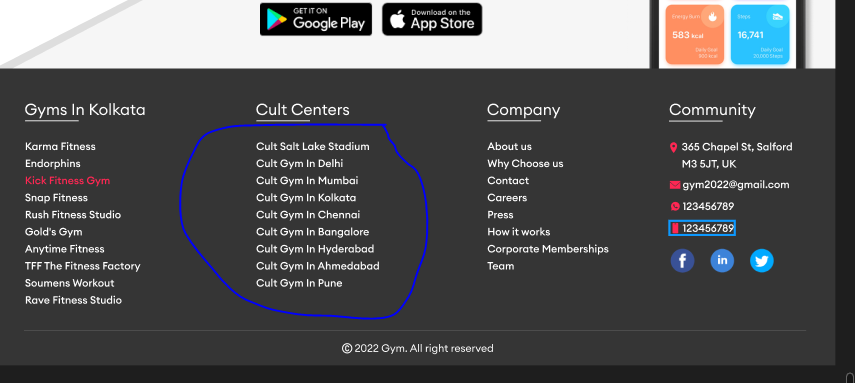 GET IT ON
Google Play
Download on the
App Store
Energy Burn
583 kcal
Daily Goal
Steps
16,741
Daily Goal
20,000 Steps
Gyms In Kolkata
Karma Fitness
Endorphins
Kick Fitness Gym
Snap Fitness
Rush Fitness Studio
Gold's Gym
Anytime Fitness
TFF The Fitness Factory
Soumens Workout
Rave Fitness Studio
Cult Centers
Cult Salt Lake Stadium
Cult Gym In Delhi
Cult Gym In Mumbai
Cult Gym In Kolkata
Cult Gym In Chennai
Cult Gym In Bangalore
Cult Gym In Hyderabad
Cult Gym In Ahmedabad
Cult Gym In Pune
Company
About us
Why Choose us
Contact
Careers
Press
How it works
Corporate Memberships
Team
Community
365 Chapel St, Salford
M3 5JT, UK
gym2022@gmail.com
123456789
123456789
© 2022 Gym. All right reserved